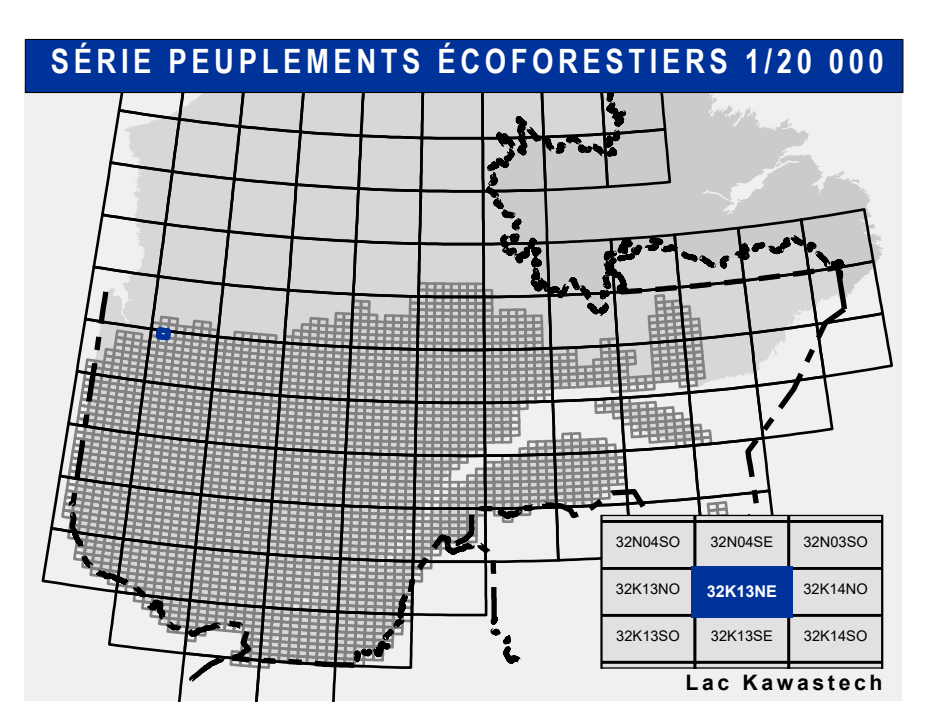 SÉRIE PEUPLEMENTS ÉCOFORESTIERS 1/20 000
32N04SO 32N04SE 32N03SO
32K13NO 32K13NE 32K14NO
32K13SO 32K13SE 32K14SO
Lac Kawastech